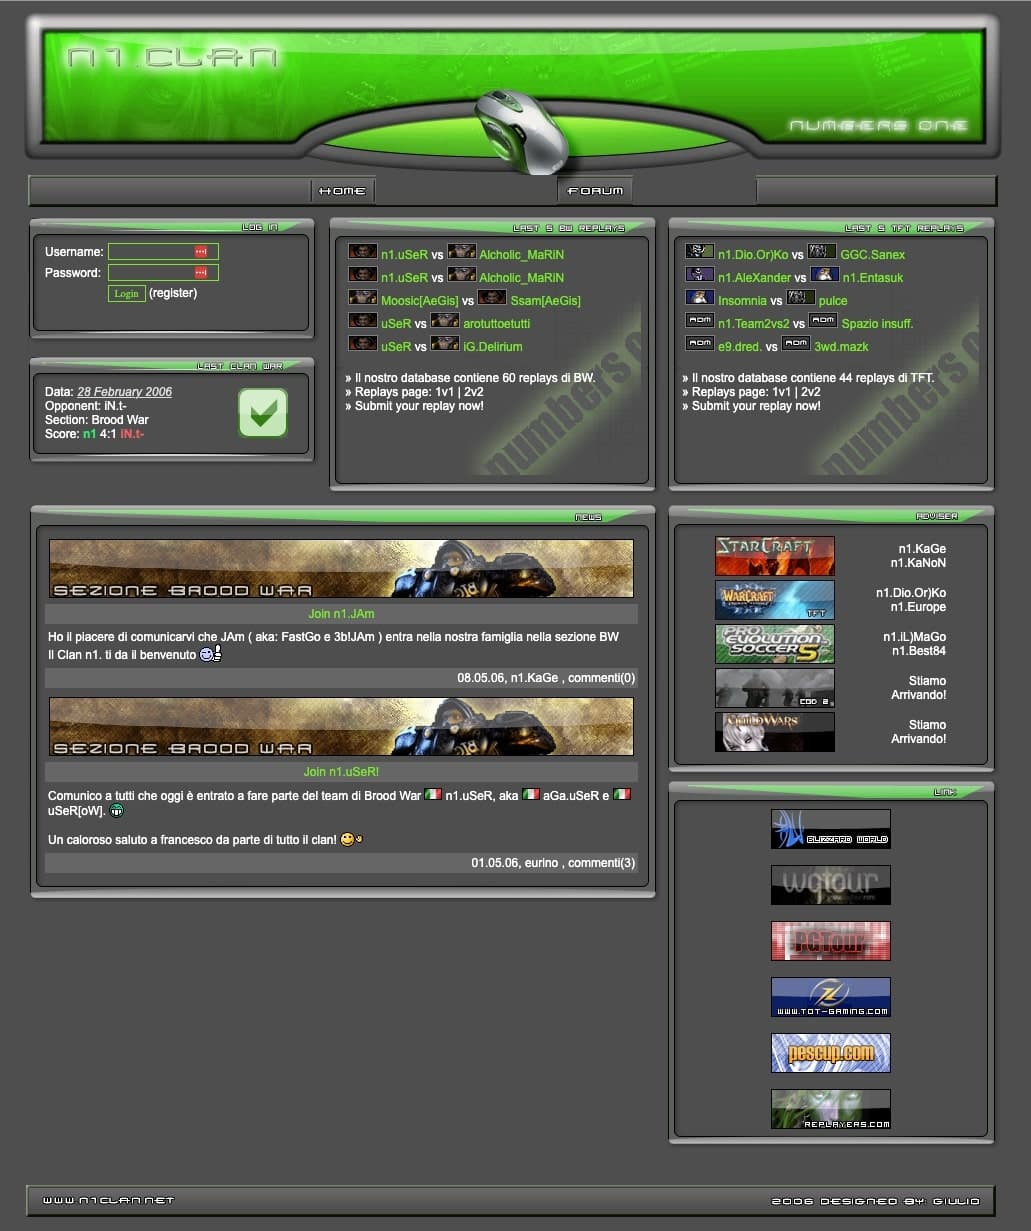 n1.clan
numbers one
Home
Forum
Log in
Username:
Password:
Login (register)
Last clan war
Data: 28 February 2006
Opponent: iN.t-
Section: Brood War
Score: n1 4:1 iN.t-
Last 5 BW replays
n1.uSeR vs Alcholic_MaRiN
n1.uSeR vs Alcholic_MaRiN
Moosic[AeGis] vs Ssam[AeGis]
uSeR vs arotuttoetutti
uSeR vs iG.Delirium
» Il nostro database contiene 60 replays di BW.
» Replays page: 1v1 | 2v2
» Submit your replay now!
numbers.o
Last 5 TFT replays
n1.Dio.Or)Ko vs GGC.Sanex
n1.AleXander vs n1.Entasuk
Insomnia vs pulce
RDM n1.Team2vs2 vs RDM Spazio insuff.
RDM e9.dred. vs RDM 3wd.mazk
» Il nostro database contiene 44 replays di TFT.
» Replays page: 1v1 | 2v2
» Submit your replay now!
numbers.o
News
Sezione Brood War
Join n1.JAm
Ho il piacere di comunicarvi che JAm ( aka: FastGo e 3b!JAm ) entra nella nostra famiglia nella sezione BW
Il Clan n1. ti da il benvenuto
08.05.06, n1.KaGe , commenti(0)
Sezione Brood War
Join n1.uSeR!
Comunico a tutti che oggi è entrato a fare parte del team di Brood War n1.uSeR, aka aGa.uSeR e
uSeR[oW].
Un caloroso saluto a francesco da parte di tutto il clan!
01.05.06, eurino , commenti(3)
Adviser
StarCraft
n1.KaGe
n1.KaNoN
WarCraft
TFT
n1.Dio.Or)Ko
n1.Europe
Pro Evolution Soccer 5
n1.iL)MaGo
n1.Best84
COD 2
Stiamo
Arrivando!
GuildWars
Stiamo
Arrivando!
Link
Blizzard World
wgtour
PGTour
www.tot-gaming.com
pescup.com
replayers.com
www.n1clan.net
2006 designed by: Giulio